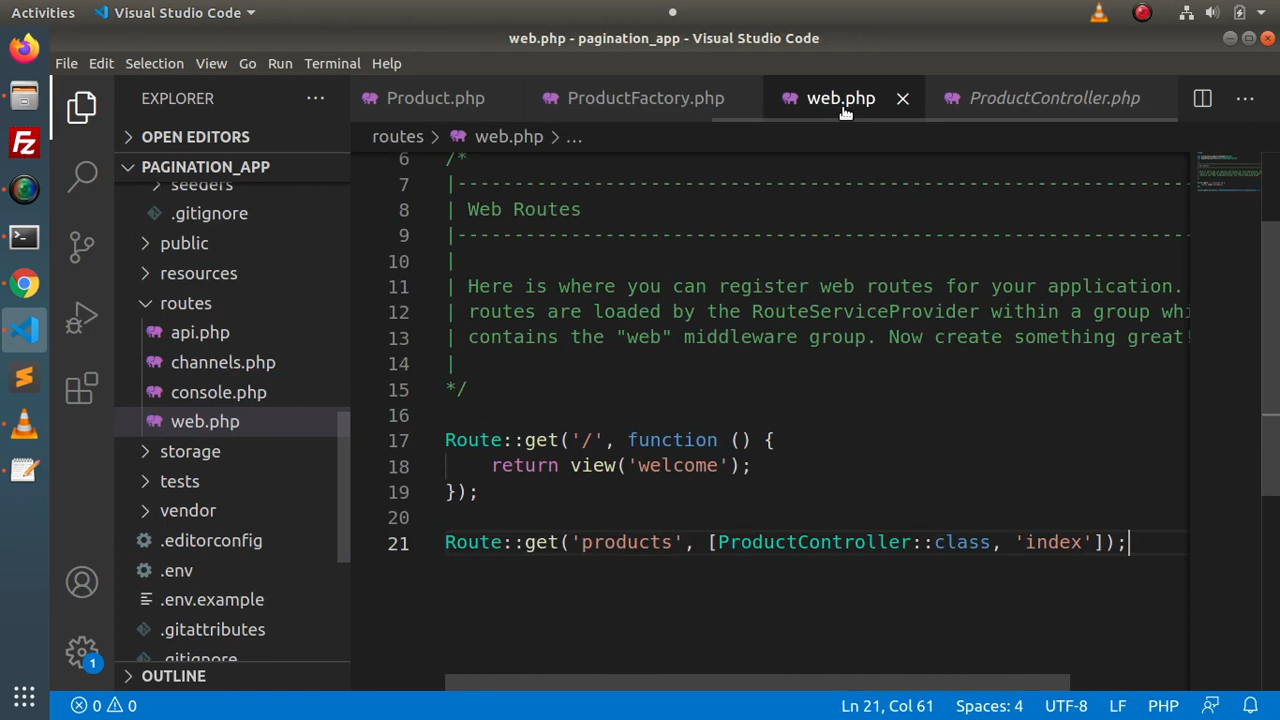 Activities Visual Studio Code
web.php - pagination_app - Visual Studio Code
File Edit Selection View Go Run Terminal Help
EXPLORER Product.php ProductFactory.php web.php ProductController.php
routes web.php ...
OPEN EDITORS
PAGINATION_APP
seeders
.gitignore
public
resources
routes
api.php
channels.php
console.php
web.php
storage
tests
vendor
.editorconfig
.env
.env.example
.gitattributes
.gitignore
OUTLINE
6 /*
7 |---------------------------------------------------------------------------
8 | Web Routes
9 |---------------------------------------------------------------------------
10 |
11 | Here is where you can register web routes for your application.
12 | routes are loaded by the RouteServiceProvider within a group whi
13 | contains the "web" middleware group. Now create something great!
14 |
15 */
16
17 Route::get('/', function () {
18 return view('welcome');
19 });
20
21 Route::get('products', [ProductController::class, 'index']);
1
0 0 Ln 21, Col 61 Spaces: 4 UTF-8 LF PHP